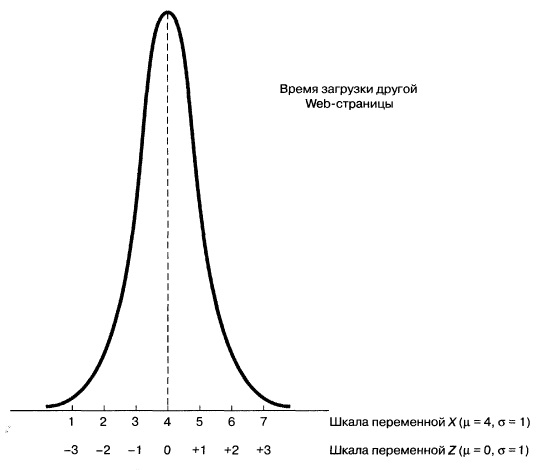 Время загрузки другой
Web-страницы
1 2 3 4 5 6 7 Шкала переменной X (μ = 4, σ = 1)
−3 −2 −1 0 +1 +2 +3 Шкала переменной Z (μ = 0, σ = 1)